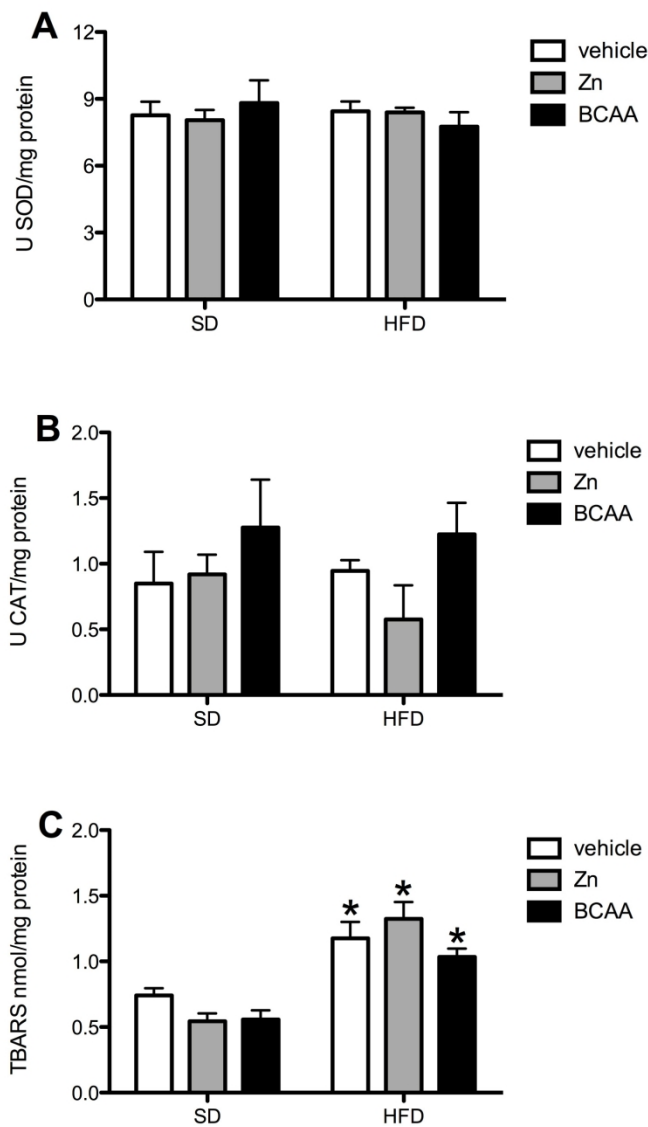 A
U SOD/mg protein
12
9
6
3
0
SD
HFD
vehicle
Zn
BCAA
B
U CAT/mg protein
2.0
1.5
1.0
0.5
0.0
SD
HFD
vehicle
Zn
BCAA
C
TBARS nmol/mg protein
2.0
1.5
1.0
0.5
0.0
* * *
SD
HFD
vehicle
Zn
BCAA